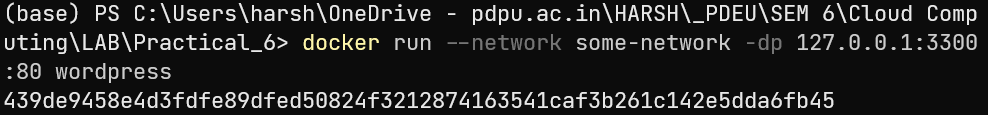 (base) PS C:\Users\harsh\OneDrive - pdpu.ac.in\HARSH\_PDEU\SEM 6\Cloud Comp
uting\LAB\Practical_6> docker run --network some-network -dp 127.0.0.1:3300
:80 wordpress
439de9458e4d3fdfe89dfed50824f3212874163541caf3b261c142e5dda6fb45